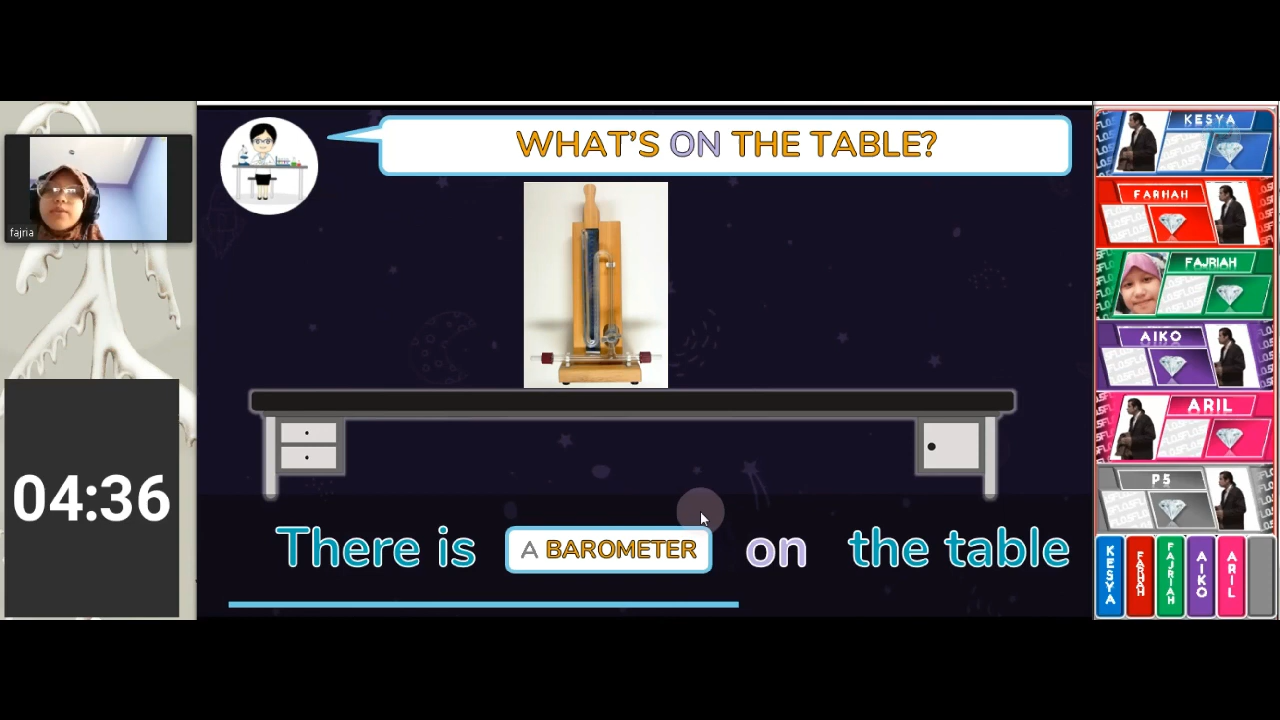 WHAT'S ON THE TABLE?
fajria
04:36
There is A BAROMETER on the table
KESYA
FARHAH
FAJRIAH
AIKO
ARIL
P5
KESYA
FARHAH
FAJRIAH
AIKO
ARIL